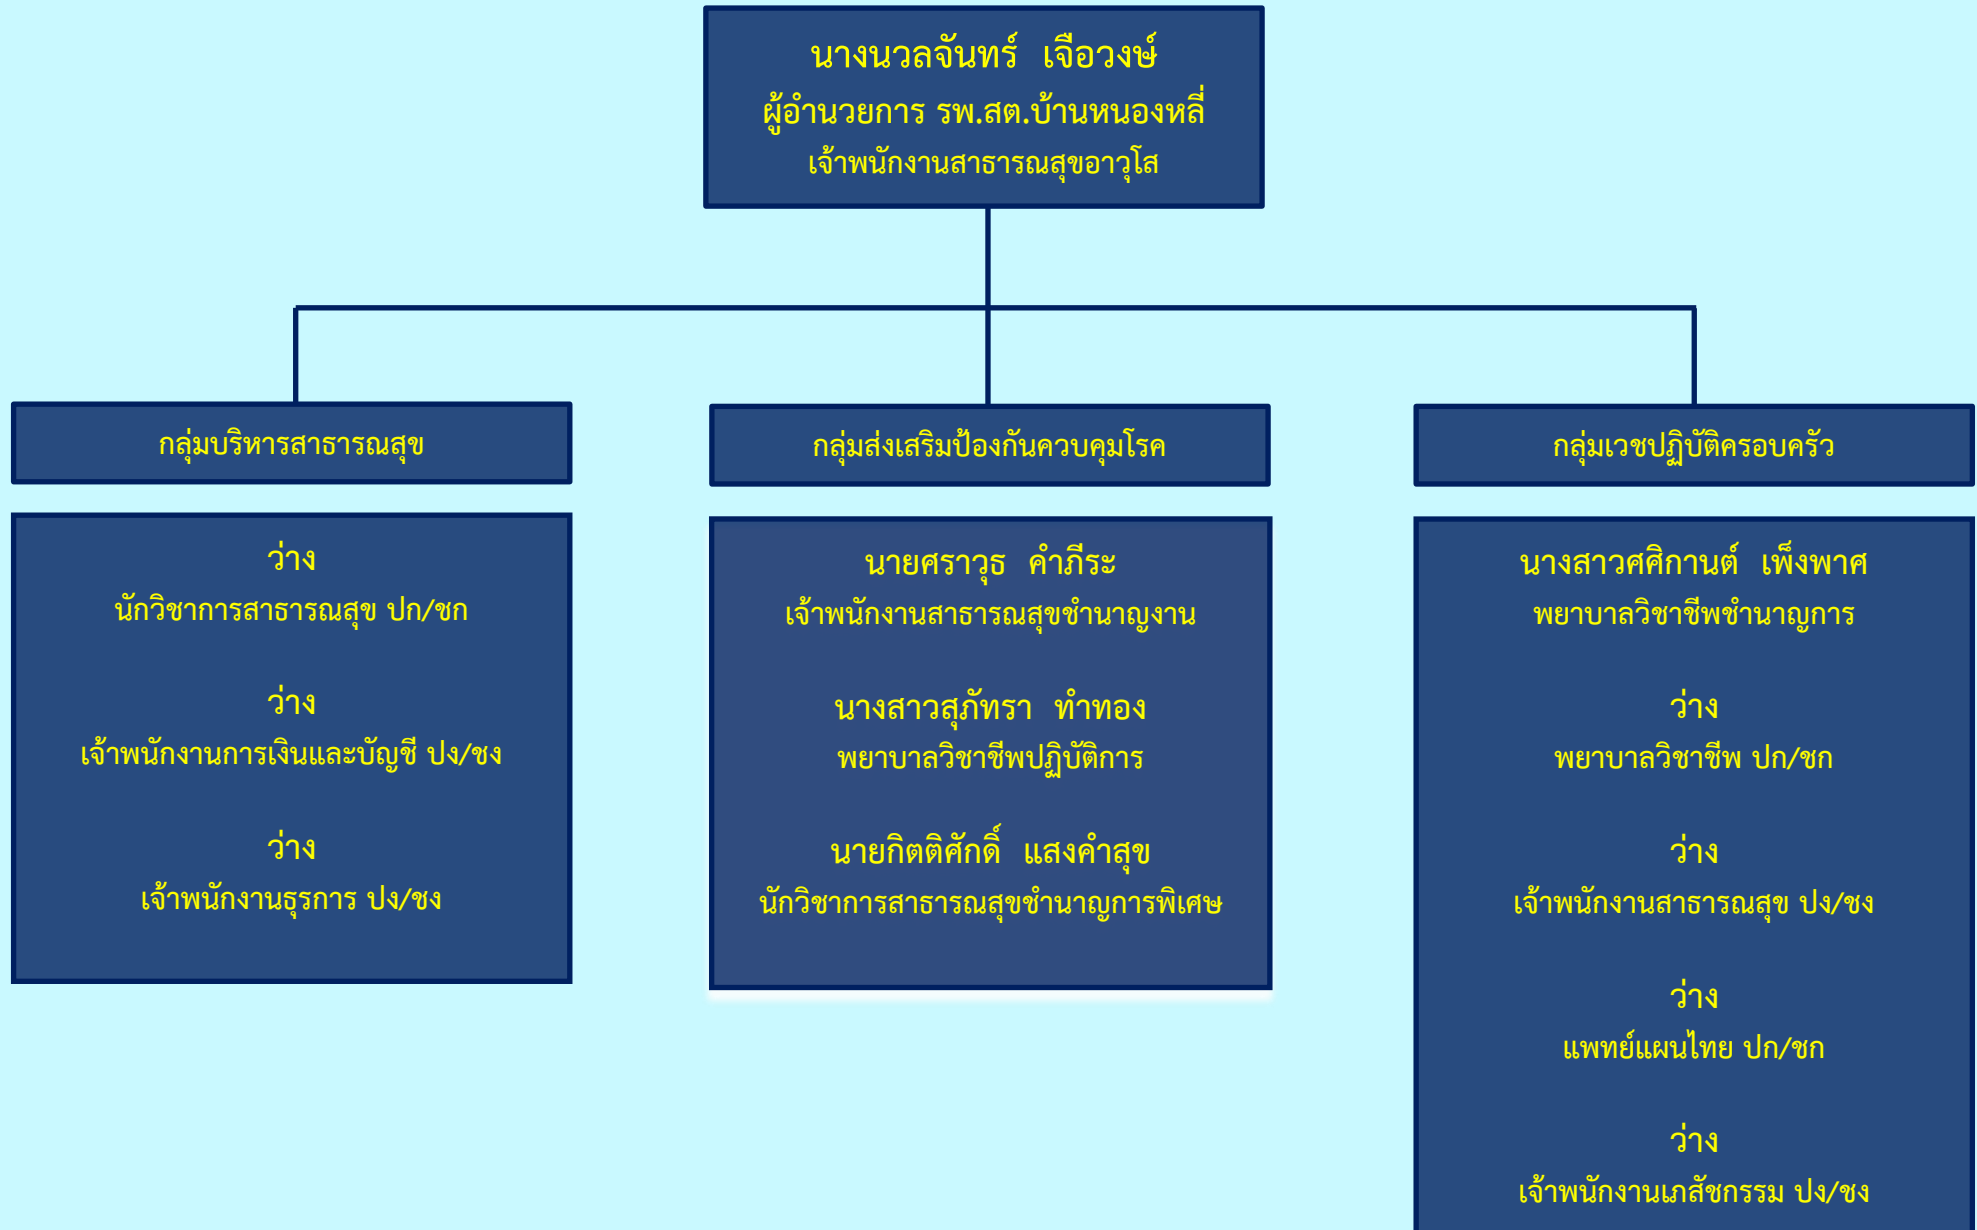 นางนวลจันทร์ เจือวงษ์
ผู้อำนวยการ รพ.สต.บ้านหนองหลี่
เจ้าพนักงานสาธารณสุขอาวุโส
กลุ่มบริหารสาธารณสุข
ว่าง
นักวิชาการสาธารณสุข ปก/ชก
ว่าง
เจ้าพนักงานการเงินและบัญชี ปง/ชง
ว่าง
เจ้าพนักงานธุรการ ปง/ชง
กลุ่มส่งเสริมป้องกันควบคุมโรค
นายศราวุธ คำภีระ
เจ้าพนักงานสาธารณสุขชำนาญงาน
นางสาวสุภัทรา ทำทอง
พยาบาลวิชาชีพปฏิบัติการ
นายกิตติศักดิ์ แสงคำสุข
นักวิชาการสาธารณสุขชำนาญการพิเศษ
กลุ่มเวชปฏิบัติครอบครัว
นางสาวศศิกานต์ เพ็งพาศ
พยาบาลวิชาชีพชำนาญการ
ว่าง
พยาบาลวิชาชีพ ปก/ชก
ว่าง
เจ้าพนักงานสาธารณสุข ปง/ชง
ว่าง
แพทย์แผนไทย ปก/ชก
ว่าง
เจ้าพนักงานเภสัชกรรม ปง/ชง